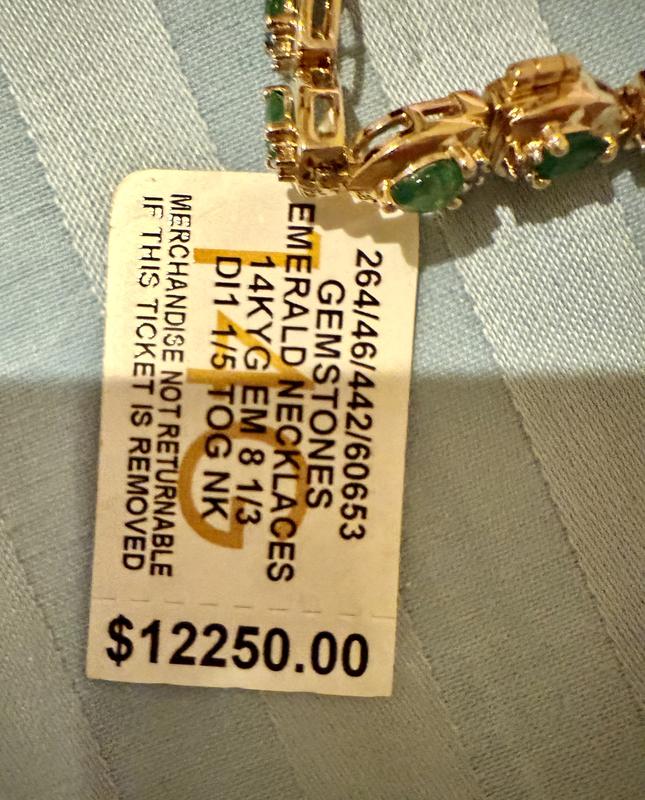 264/46/442/60653
GEMSTONES
EMERALD NECKLACES
14KYG EM 8 1/3
DI1 1/5 TOG NK
MERCHANDISE NOT RETURNABLE
IF THIS TICKET IS REMOVED
14G
$12250.00